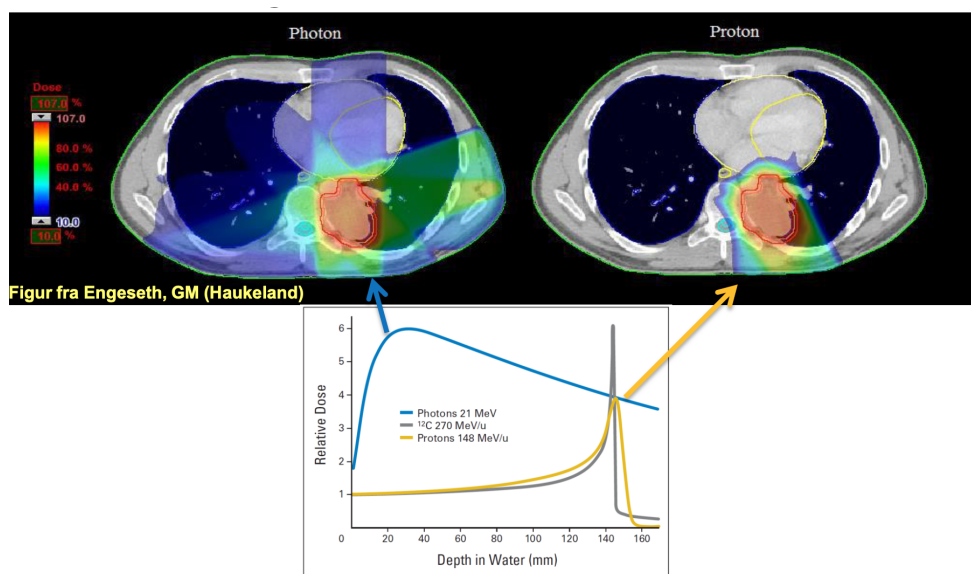 Photon
Proton
Dose
107.0 %
107.0
80.0 %
60.0 %
40.0 %
10.0
10.0 %
Figur fra Engeseth, GM (Haukeland)
6
5
4
3
2
1
Relative Dose
Photons 21 MeV
¹²C 270 MeV/u
Protons 148 MeV/u
0 20 40 60 80 100 120 140 160
Depth in Water (mm)